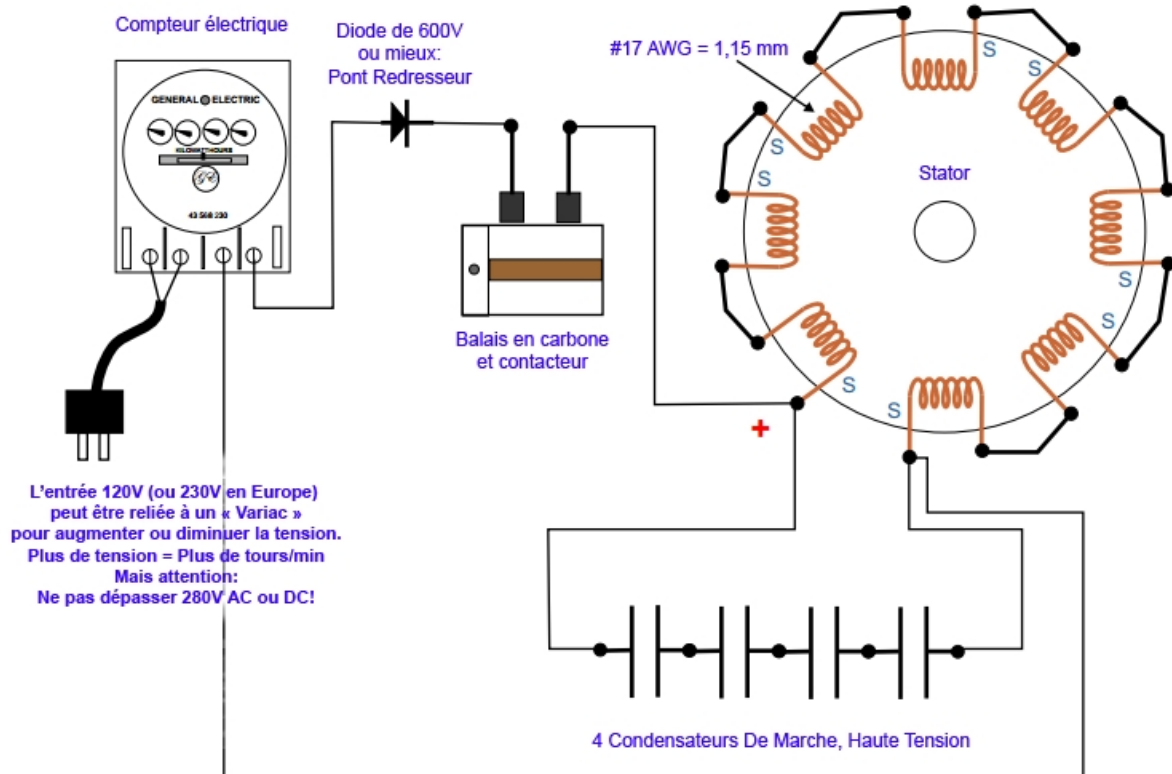 Compteur électrique
Diode de 600V
ou mieux:
Pont Redresseur
#17 AWG = 1,15 mm
GENERAL ELECTRIC
KILOWATTHOURS
GE
43 568 230
Stator
S
S
S
S
S
S
S
S
Balais en carbone
et contacteur
+
L'entrée 120V (ou 230V en Europe)
peut être reliée à un « Variac »
pour augmenter ou diminuer la tension.
Plus de tension = Plus de tours/min
Mais attention:
Ne pas dépasser 280V AC ou DC!
4 Condensateurs De Marche, Haute Tension